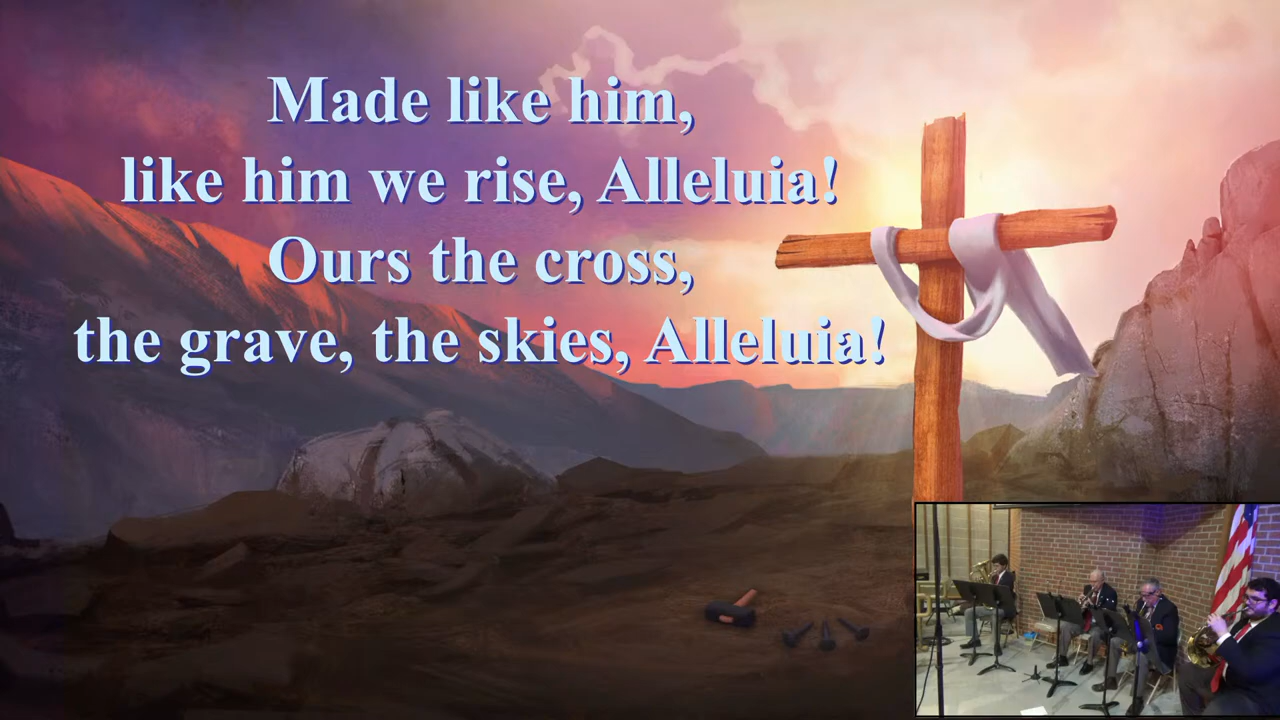 Made like him,
like him we rise, Alleluia!
Ours the cross,
the grave, the skies, Alleluia!